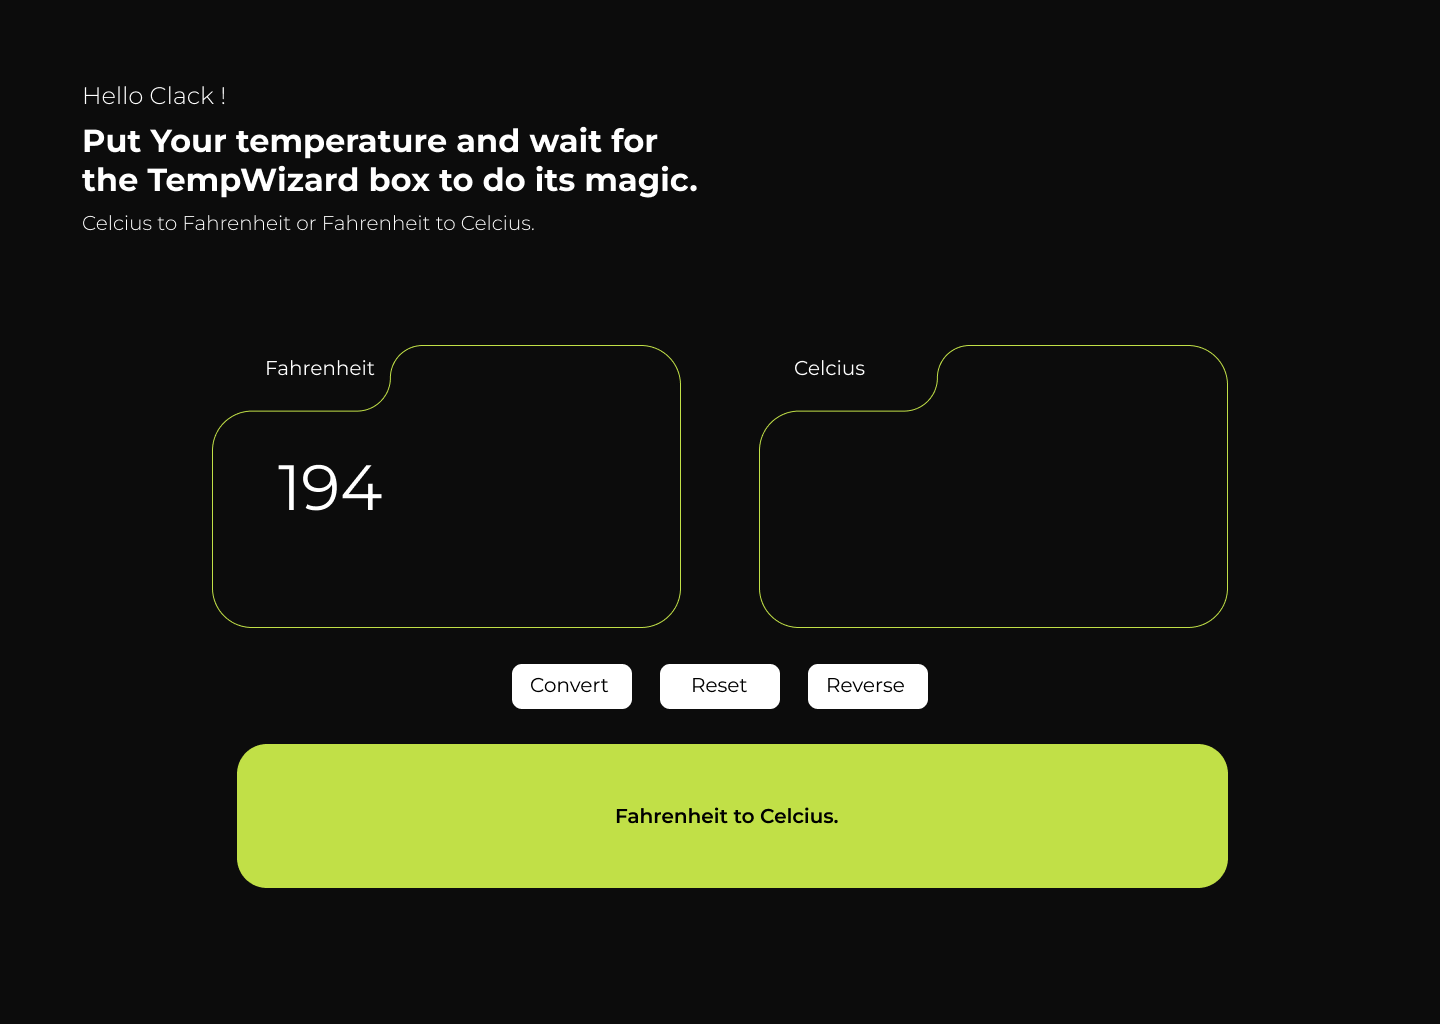 Hello Clack !
Put Your temperature and wait for
the TempWizard box to do its magic.
Celcius to Fahrenheit or Fahrenheit to Celcius.
Fahrenheit
194
Celcius
Convert
Reset
Reverse
Fahrenheit to Celcius.